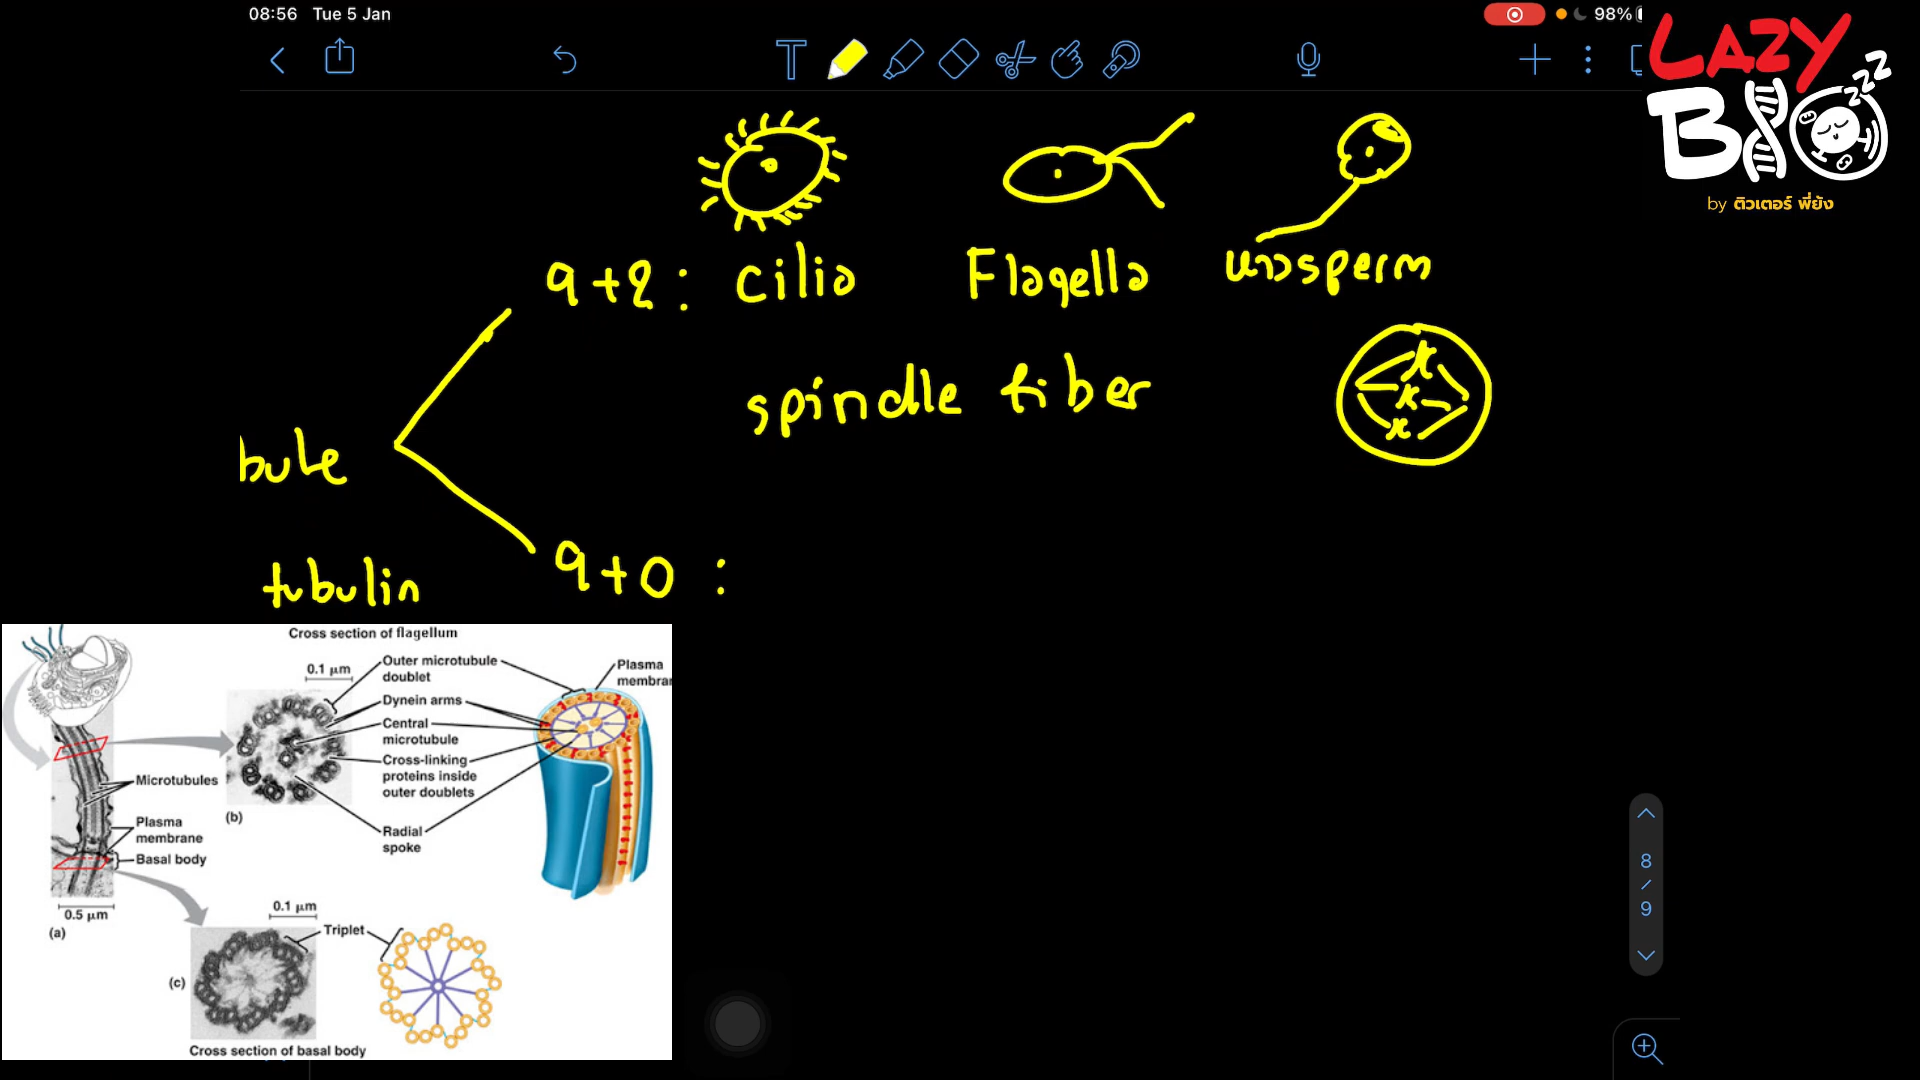 08:56 Tue 5 Jan
98%
LAZY
BIO
zzz
by ติวเตอร์ พี่ยัง
9+2 : cilia Flagella หางsperm
spindle fiber
bule
9+0 :
tubulin
Cross section of flagellum
0.1 µm
Outer microtubule
doublet
Plasma
membrar
Dynein arms
Central
microtubule
Cross-linking
proteins inside
outer doublets
Microtubules
(b)
Plasma
membrane
Radial
spoke
Basal body
0.5 µm
(a)
0.1 µm
Triplet
(c)
Cross section of basal body
8
/
9